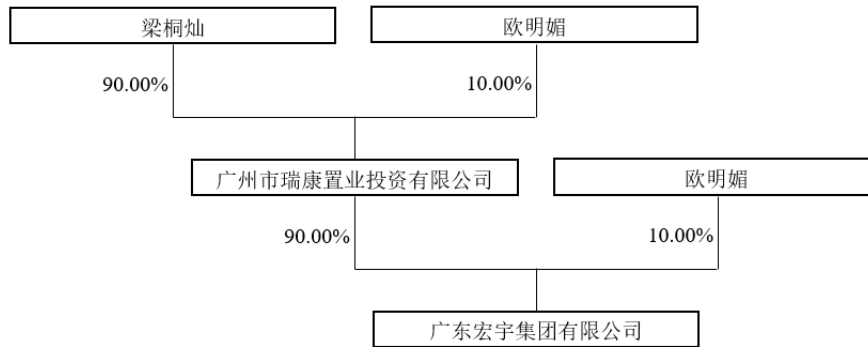 梁桐灿
欧明媚
90.00%
10.00%
广州市瑞康置业投资有限公司
欧明媚
90.00%
10.00%
广东宏宇集团有限公司